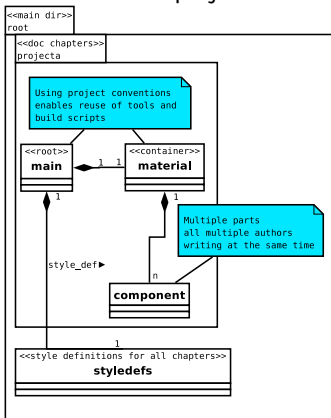 <<main dir>>
root
<<doc chapters>>
projecta
Using project conventions
enables reuse of tools and
build scripts
<<root>>
main
1
1
<<container>>
material
1
1
Multiple parts
all multiple authors
writing at the same time
style_def▶
n
component
1
<<style definitions for all chapters>>
styledefs